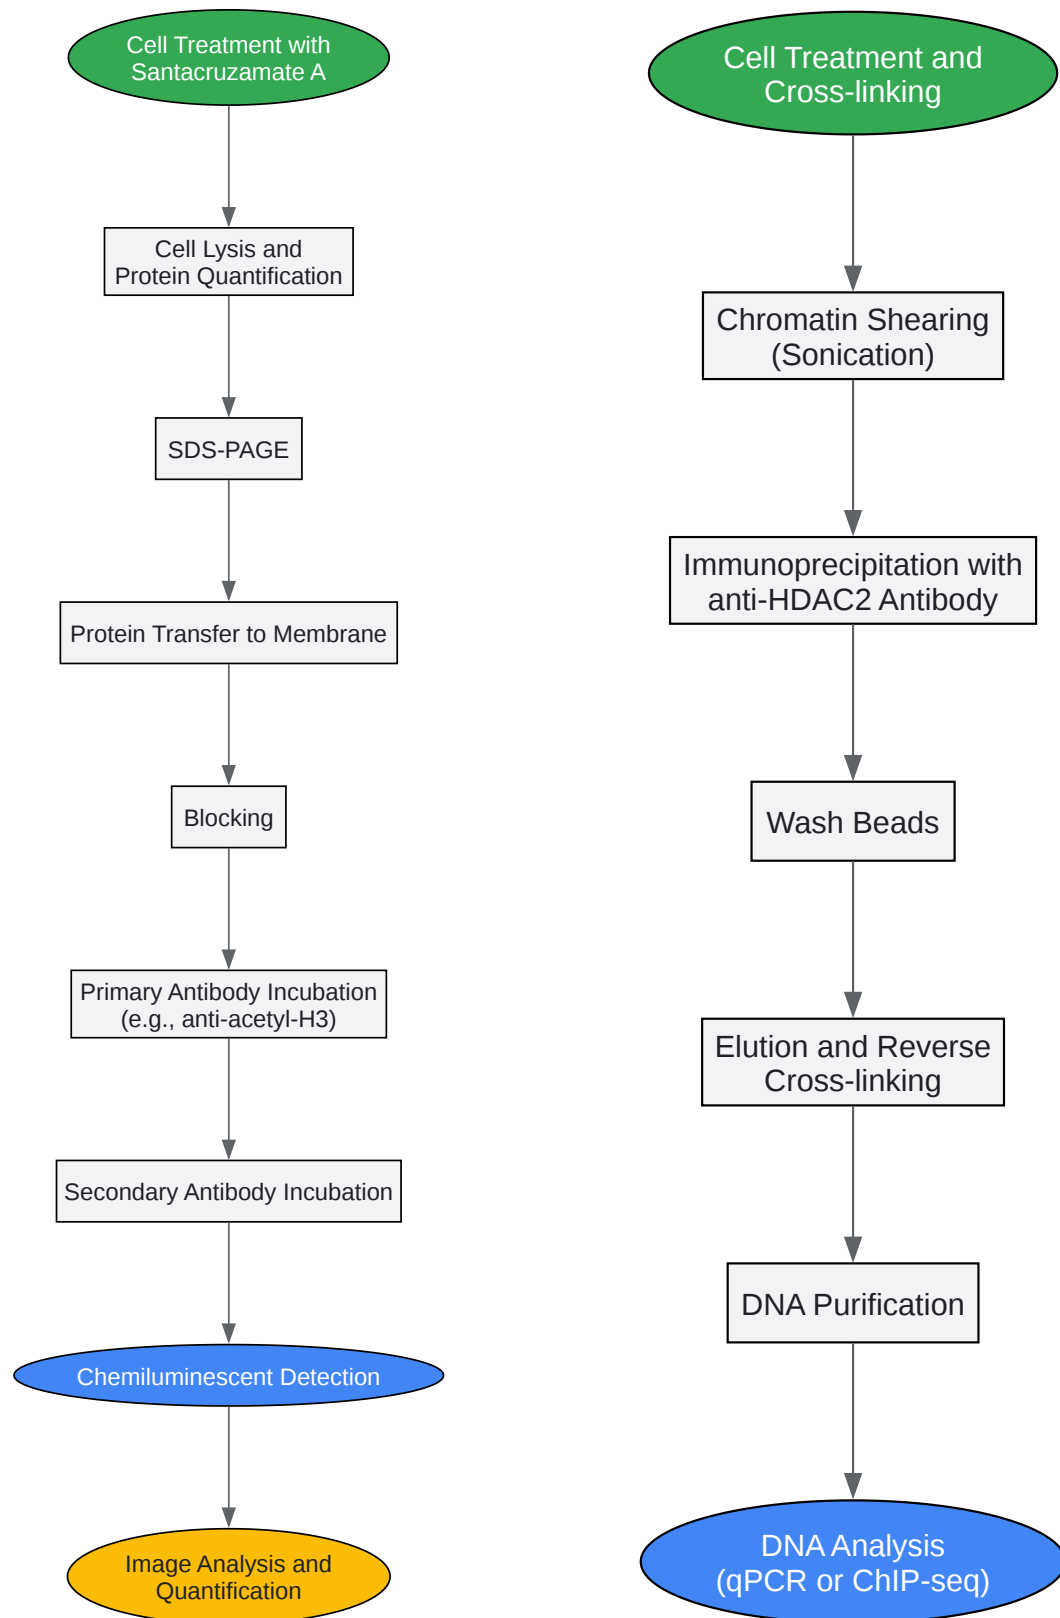 Cell Treatment with
Santacruzamate A
Cell Lysis and
Protein Quantification
SDS-PAGE
Protein Transfer to Membrane
Blocking
Primary Antibody Incubation
(e.g., anti-acetyl-H3)
Secondary Antibody Incubation
Chemiluminescent Detection
Image Analysis and
Quantification
Cell Treatment and
Cross-linking
Chromatin Shearing
(Sonication)
Immunoprecipitation with
anti-HDAC2 Antibody
Wash Beads
Elution and Reverse
Cross-linking
DNA Purification
DNA Analysis
(qPCR or ChIP-seq)